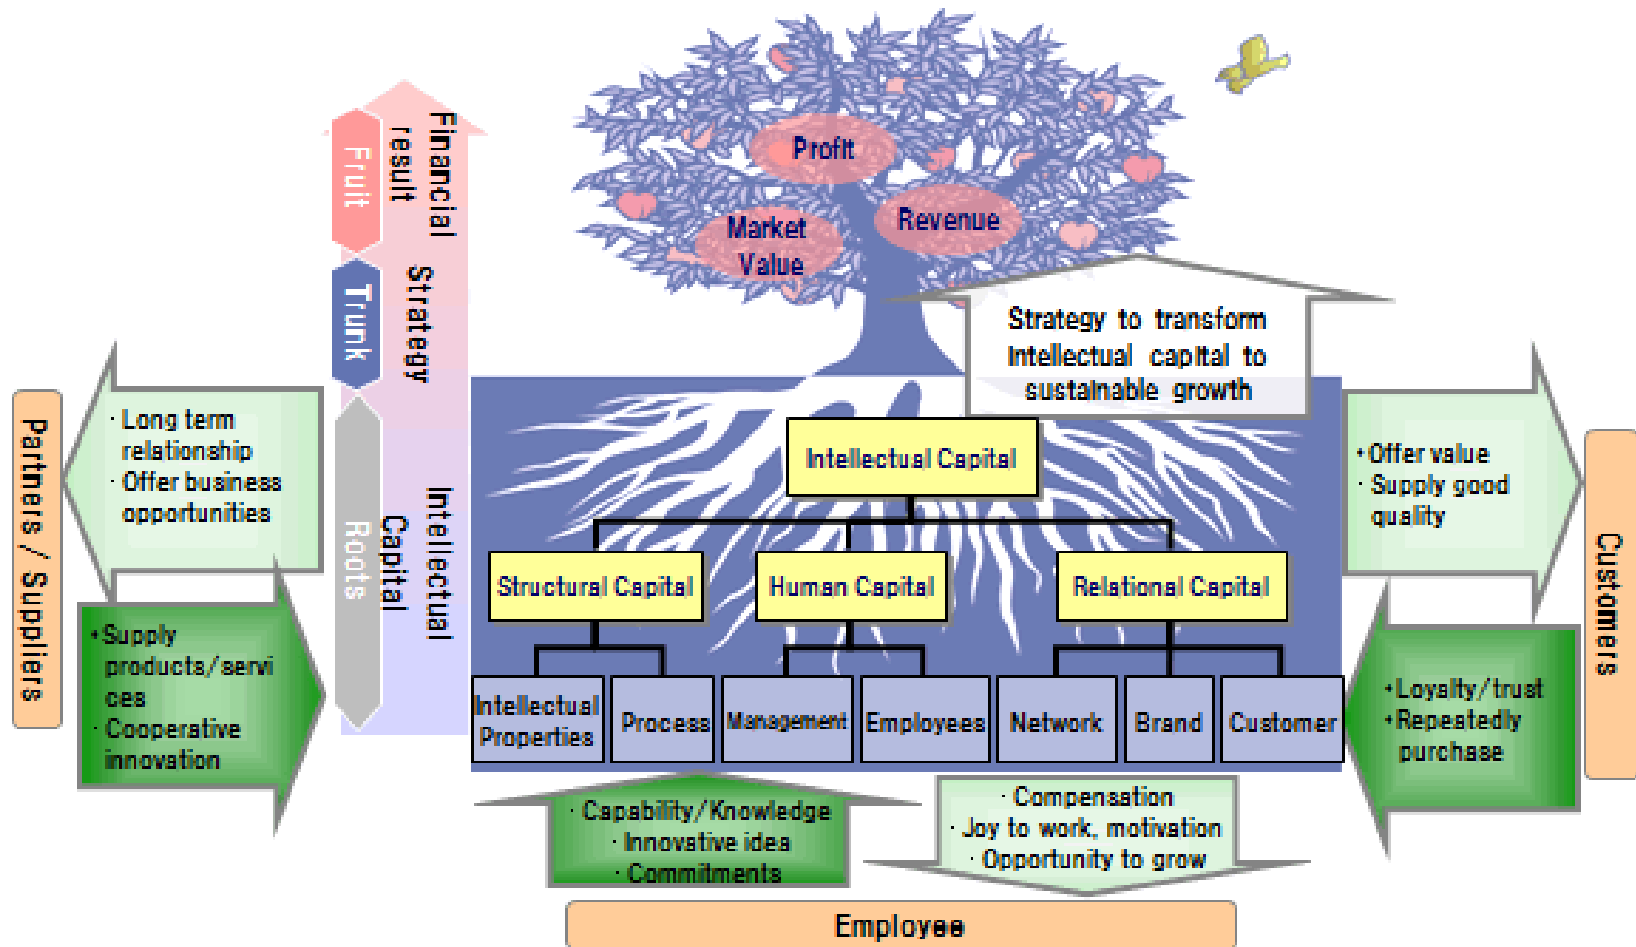 Profit
Revenue
Market
Value
Financial
result
Strategy
Intellectual
Capital
Fruit
Trunk
Roots
Strategy to transform
Intellectual capital to
sustainable growth
Partners / Suppliers
· Long term
relationship
· Offer business
opportunities
•Supply
products/servi
ces
· Cooperative
innovation
Intellectual Capital
Structural Capital
Human Capital
Relational Capital
Intellectual
Properties
Process
Management
Employees
Network
Brand
Customer
•Offer value
· Supply good
quality
Customers
• Loyalty/trust
• Repeatedly
purchase
· Capability/Knowledge
· Innovative idea
· Commitments
· Compensation
· Joy to work, motivation
· Opportunity to grow
Employee